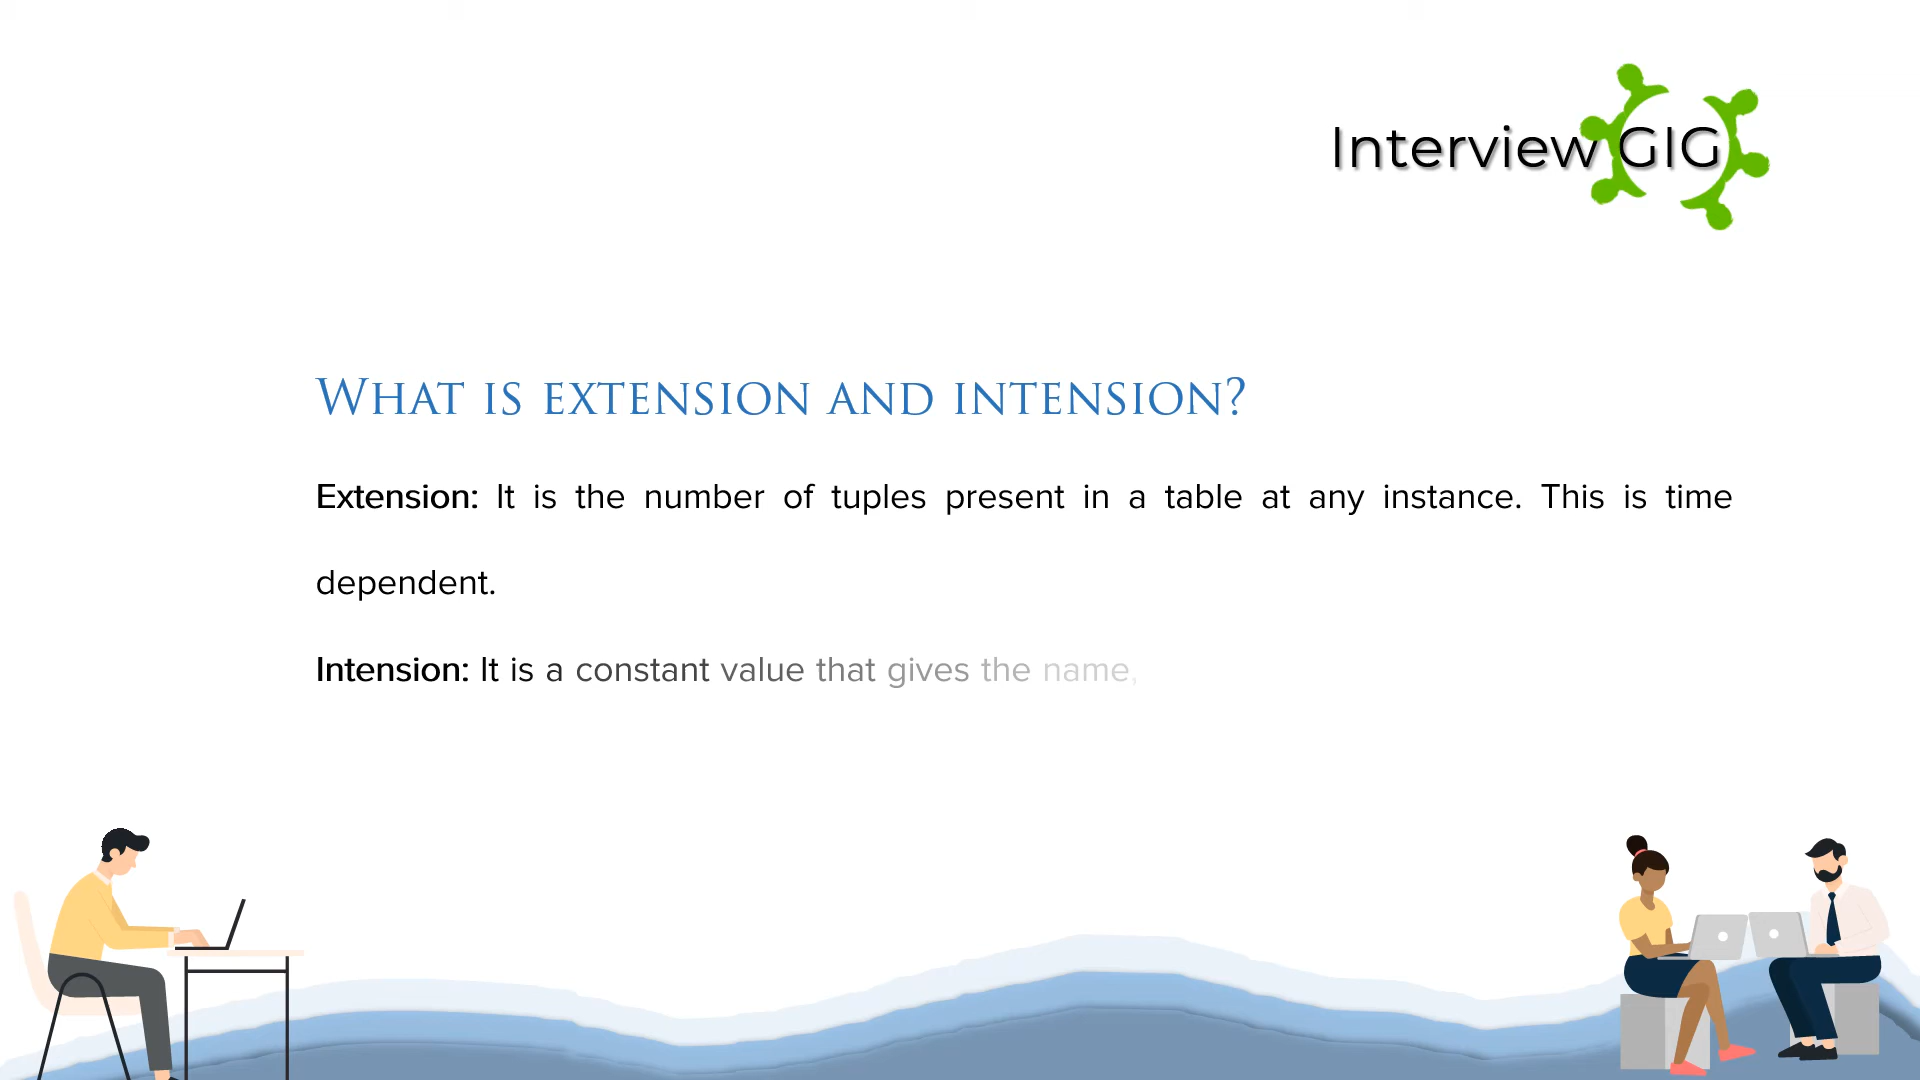 Interview GIG
What is extension and intension?
Extension: It is the number of tuples present in a table at any instance. This is time
dependent.
Intension: It is a constant value that gives the name,